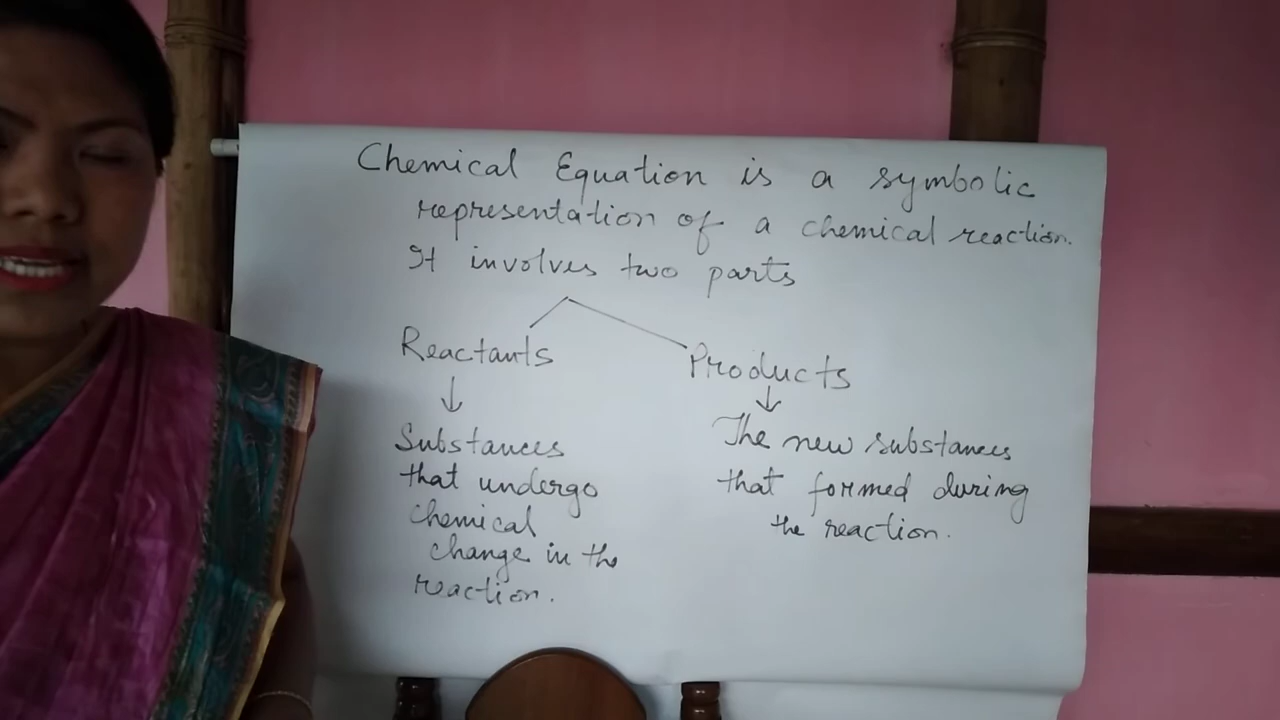 Chemical Equation is a symbolic
representation of a chemical reaction.
It involves two parts
Reactants
↓
Substances
that undergo
chemical
change in the
reaction.
Products
↓
The new substances
that formed during
the reaction.